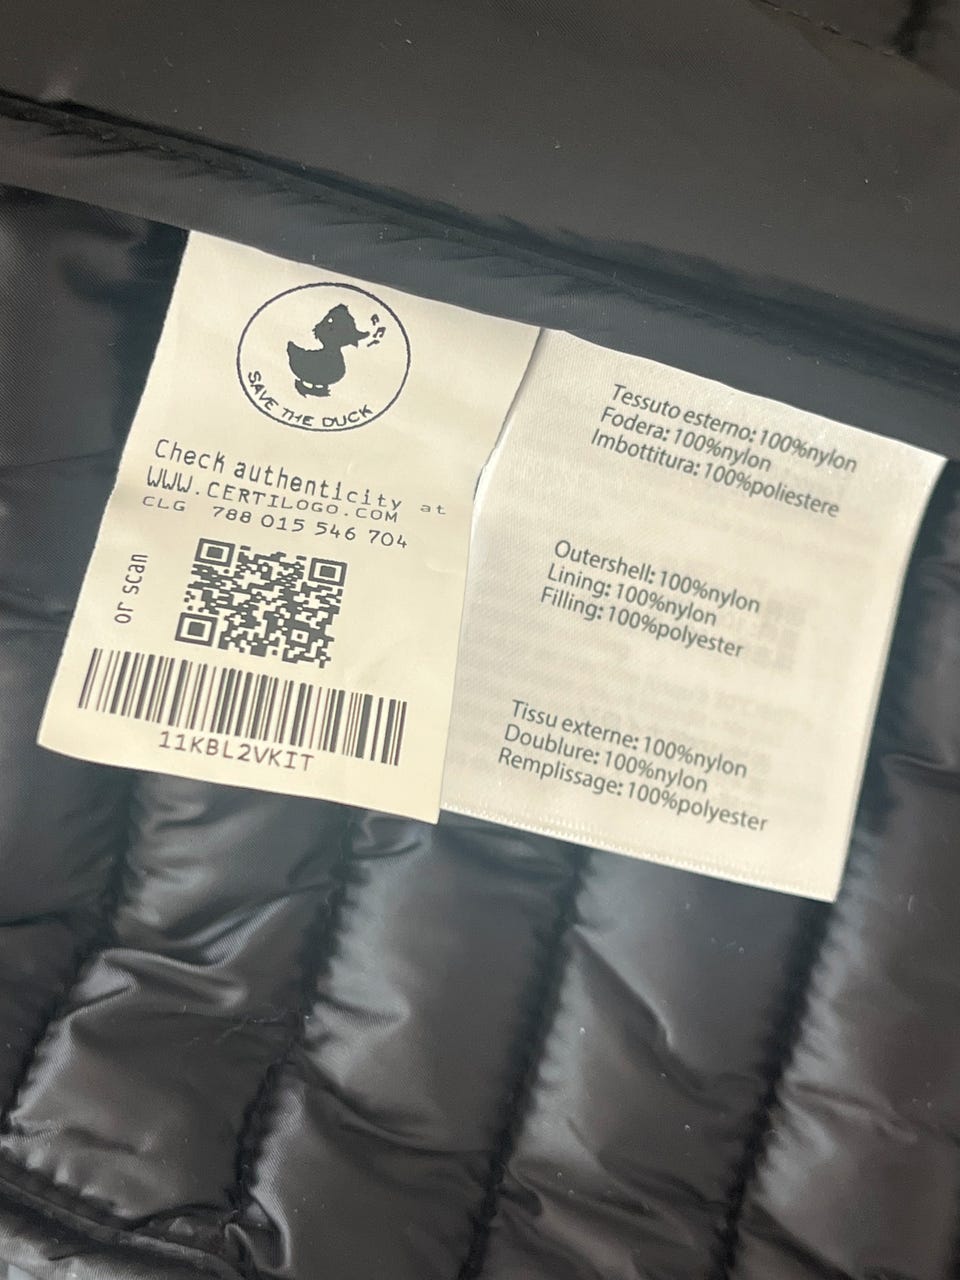 SAVE THE DUCK
Check authenticity at
WWW.CERTILOGO.COM
CLG 788 015 546 704
or scan
11KBL2VKIT
Tessuto esterno: 100%nylon
Fodera: 100%nylon
Imbottitura: 100%poliestere
Outershell: 100%nylon
Lining: 100%nylon
Filling: 100%polyester
Tissu externe: 100%nylon
Doublure: 100%nylon
Remplissage: 100%polyester